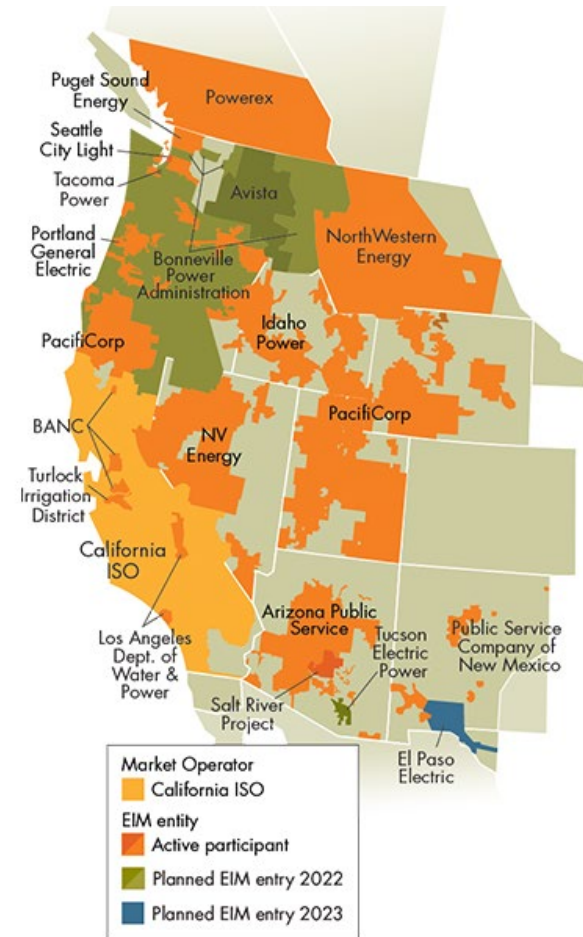 Puget Sound
Energy
Powerex
Seattle
City Light
Tacoma
Power
Avista
Portland
General
Electric
Bonneville
Power
Administration
NorthWestern
Energy
PacifiCorp
Idaho
Power
BANC
NV
Energy
PacifiCorp
Turlock
Irrigation
District
California
ISO
Los Angeles
Dept. of
Water &
Power
Arizona Public
Service
Tucson
Electric
Power
Public Service
Company of
New Mexico
Salt River
Project
El Paso
Electric
Market Operator
California ISO
EIM entity
Active participant
Planned EIM entry 2022
Planned EIM entry 2023